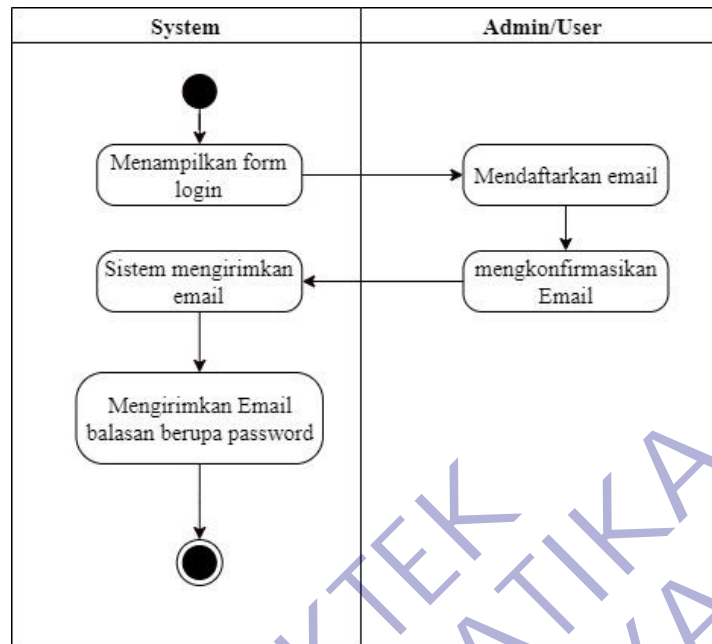 System
Admin/User
Menampilkan form
login
Mendaftarkan email
Sistem mengirimkan
email
mengkonfirmasikan
Email
Mengirimkan Email
balasan berupa password